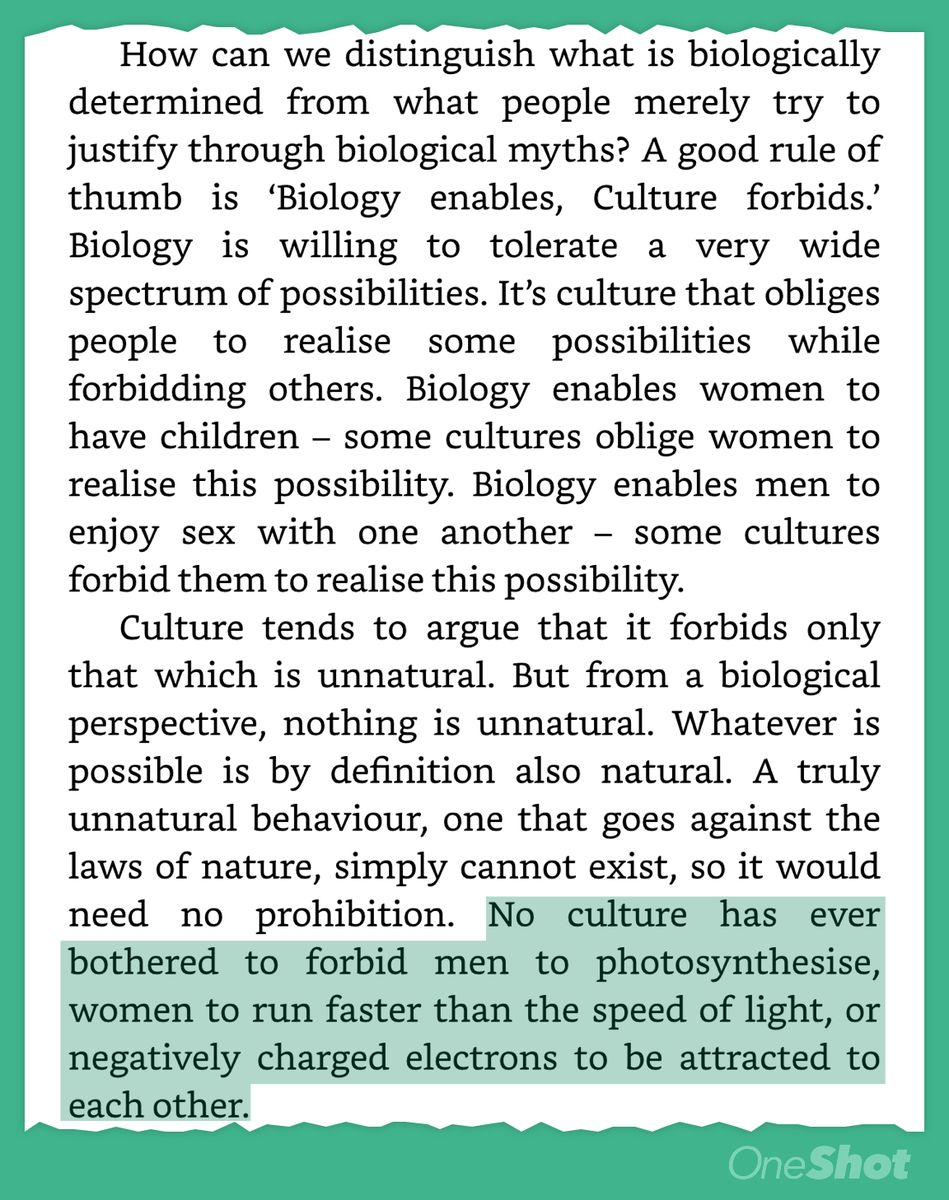 How can we distinguish what is biologically
determined from what people merely try to
justify through biological myths? A good rule of
thumb is ‘Biology enables, Culture forbids.’
Biology is willing to tolerate a very wide
spectrum of possibilities. It’s culture that obliges
people to realise some possibilities while
forbidding others. Biology enables women to
have children – some cultures oblige women to
realise this possibility. Biology enables men to
enjoy sex with one another – some cultures
forbid them to realise this possibility.
Culture tends to argue that it forbids only
that which is unnatural. But from a biological
perspective, nothing is unnatural. Whatever is
possible is by definition also natural. A truly
unnatural behaviour, one that goes against the
laws of nature, simply cannot exist, so it would
need no prohibition. No culture has ever
bothered to forbid men to photosynthesise,
women to run faster than the speed of light, or
negatively charged electrons to be attracted to
each other.
OneShot